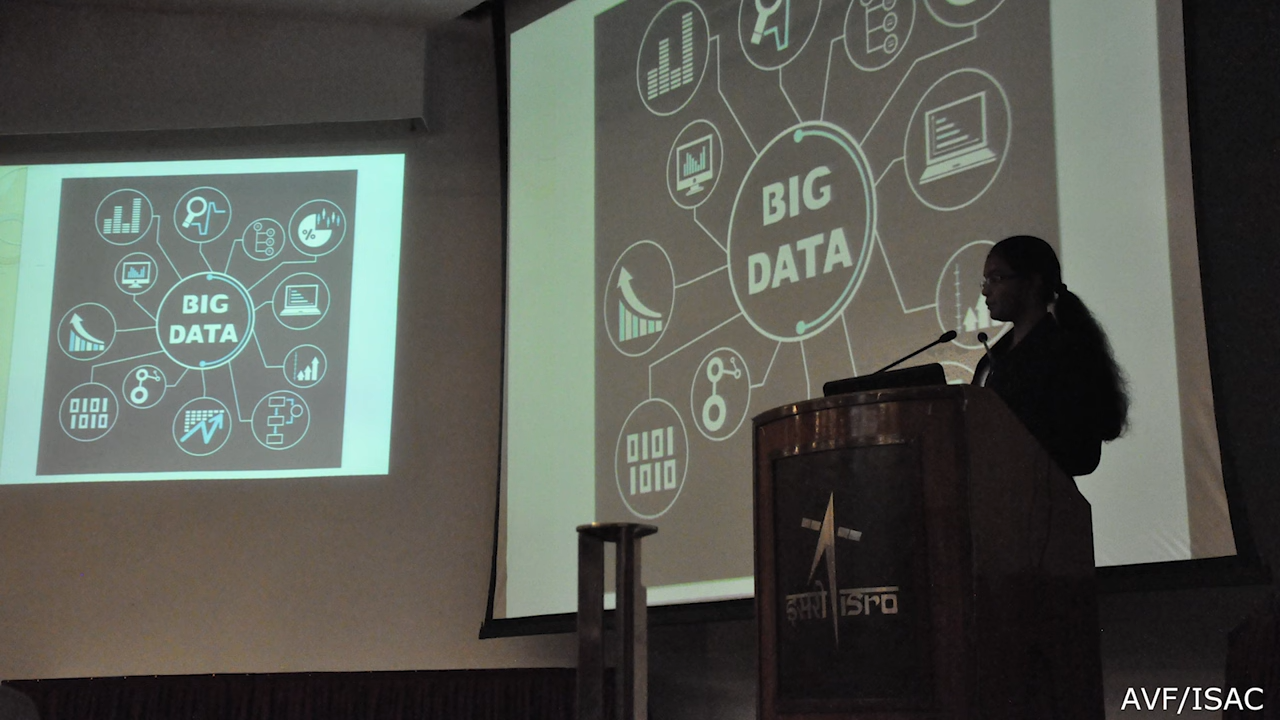 BIG
DATA
%
0101
1010
BIG
DATA
0101
1010
इसरो isro
AVF/ISAC